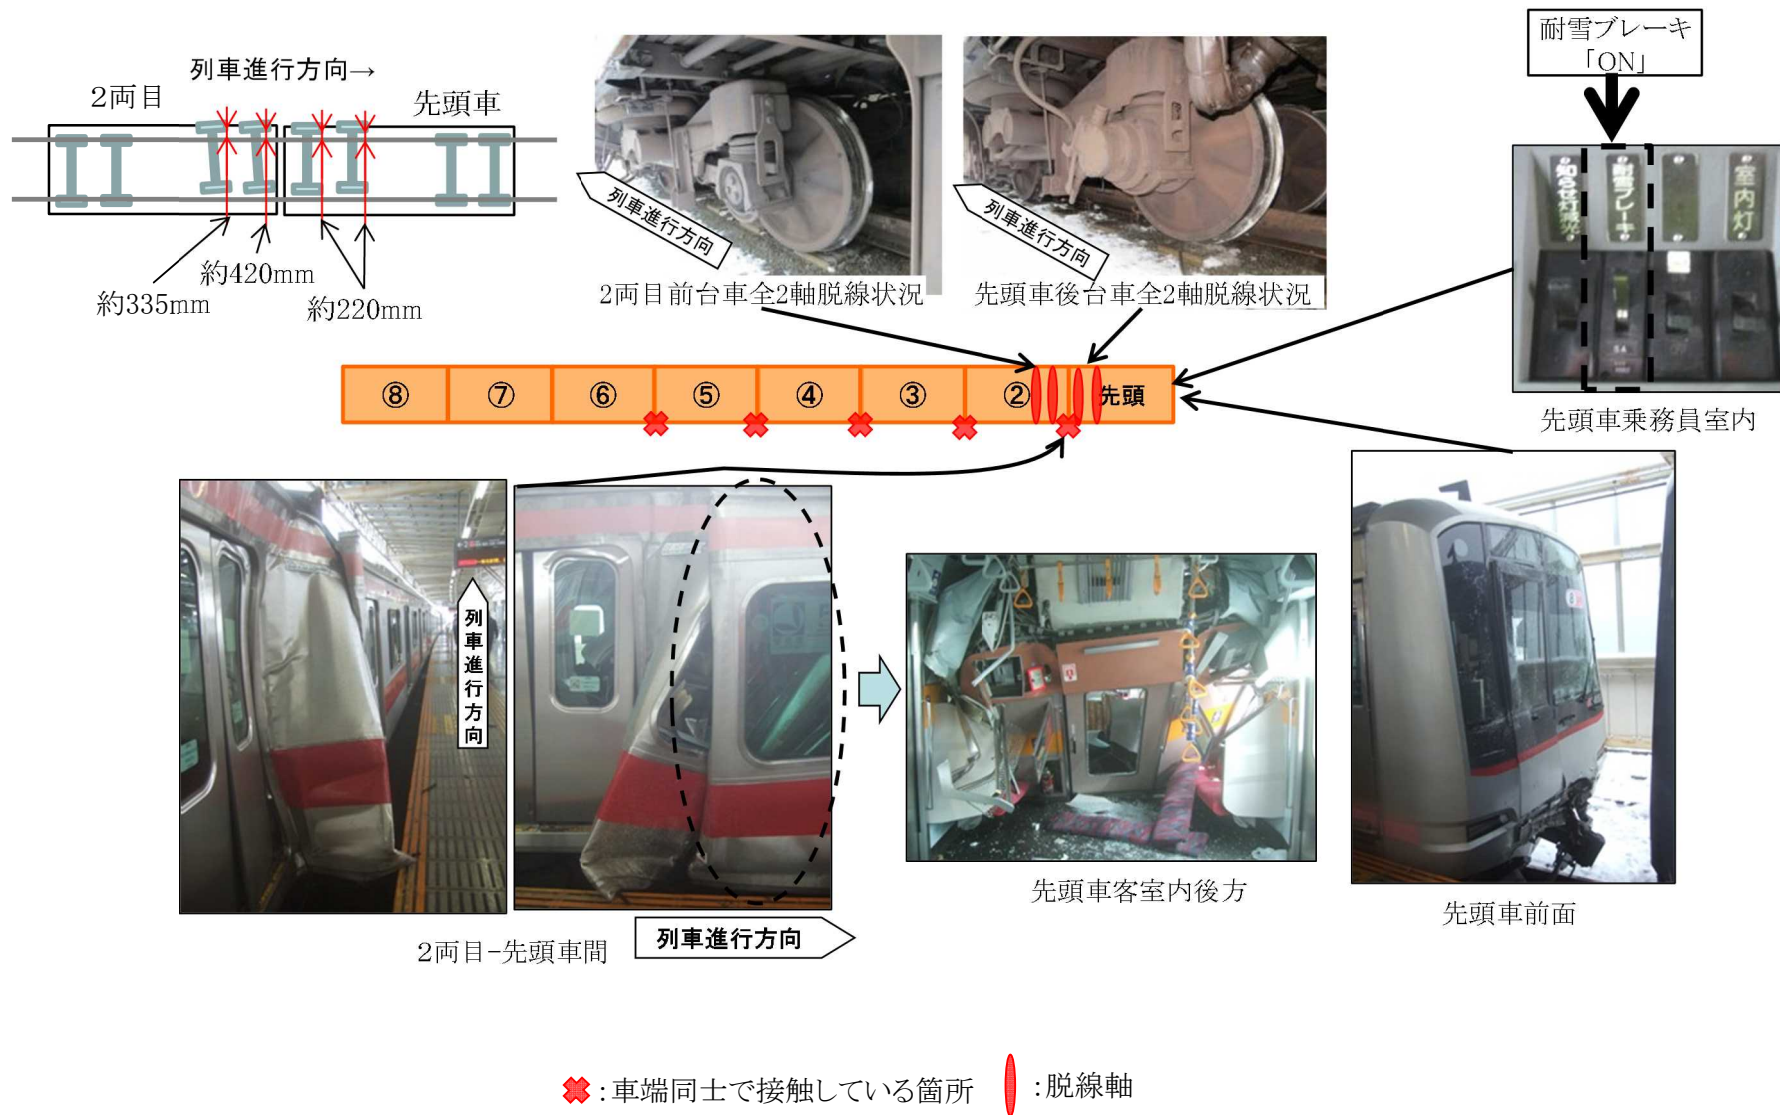 列車進行方向→
2両目
先頭車
約335mm
約420mm
約220mm
列車進行方向
2両目前台車全2軸脱線状況
列車進行方向
先頭車後台車全2軸脱線状況
耐雪ブレーキ
「ON」
知らせ灯滅光
耐雪ブレーキ
室内灯
先頭車乗務員室内
⑧ ⑦ ⑥ ⑤ ④ ③ ② 先頭
列車進行方向
2両目−先頭車間
列車進行方向
先頭車客室内後方
先頭車前面
:車端同士で接触している箇所
:脱線軸